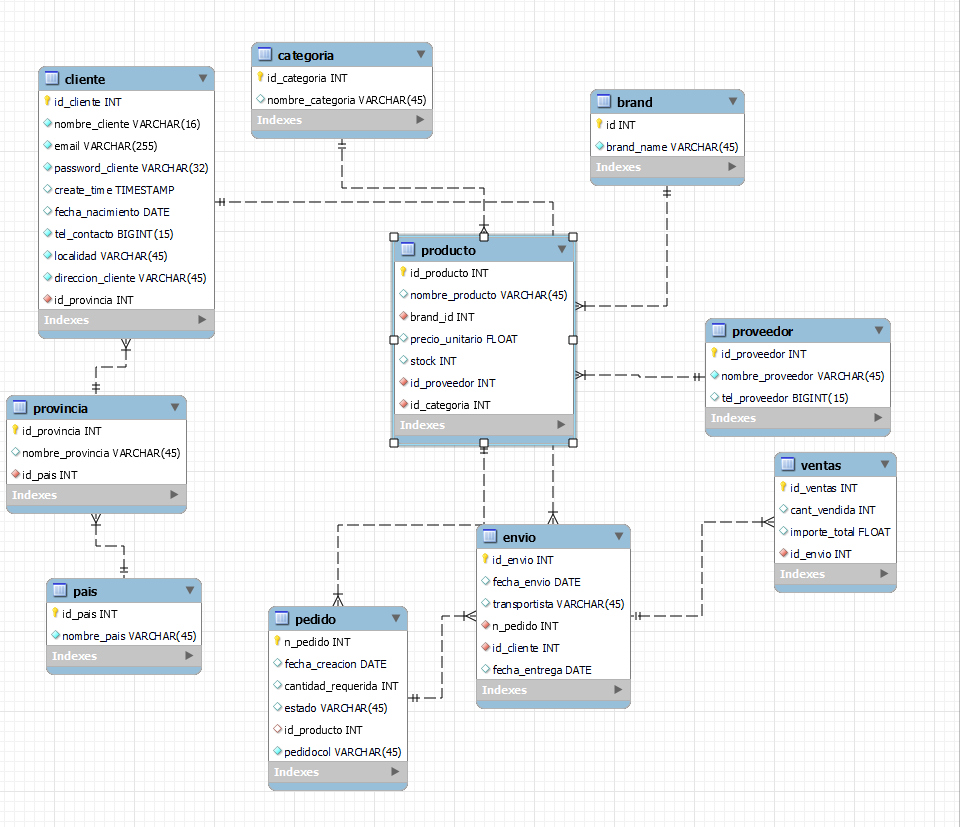 cliente
id_cliente INT
nombre_cliente VARCHAR(16)
email VARCHAR(255)
password_cliente VARCHAR(32)
create_time TIMESTAMP
fecha_nacimiento DATE
tel_contacto BIGINT(15)
localidad VARCHAR(45)
direccion_cliente VARCHAR(45)
id_provincia INT
Indexes
categoria
id_categoria INT
nombre_categoria VARCHAR(45)
Indexes
brand
id INT
brand_name VARCHAR(45)
Indexes
producto
id_producto INT
nombre_producto VARCHAR(45)
brand_id INT
precio_unitario FLOAT
stock INT
id_proveedor INT
id_categoria INT
Indexes
proveedor
id_proveedor INT
nombre_proveedor VARCHAR(45)
tel_proveedor BIGINT(15)
Indexes
provincia
id_provincia INT
nombre_provincia VARCHAR(45)
id_pais INT
Indexes
ventas
id_ventas INT
cant_vendida INT
importe_total FLOAT
id_envio INT
Indexes
envio
id_envio INT
fecha_envio DATE
transportista VARCHAR(45)
n_pedido INT
id_cliente INT
fecha_entrega DATE
Indexes
pais
id_pais INT
nombre_pais VARCHAR(45)
Indexes
pedido
n_pedido INT
fecha_creacion DATE
cantidad_requerida INT
estado VARCHAR(45)
id_producto INT
pedidocol VARCHAR(45)
Indexes